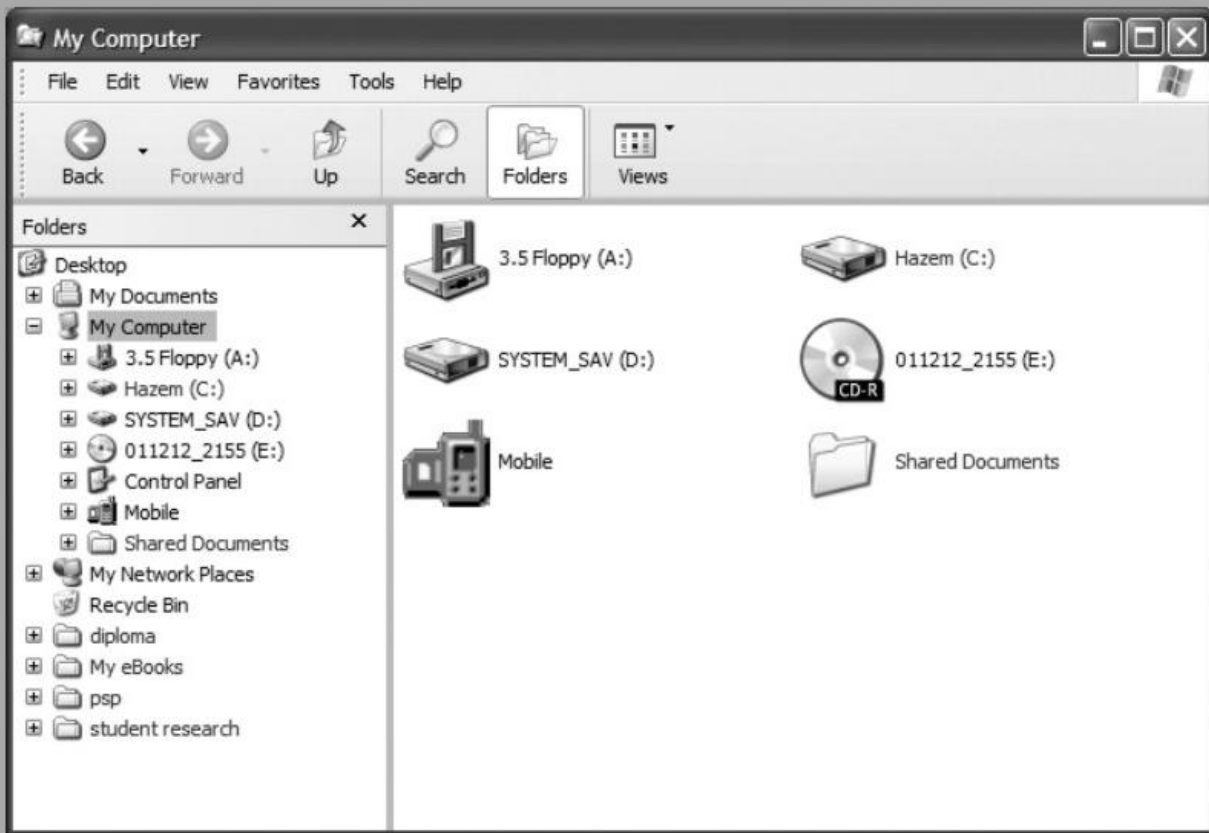 My Computer
File Edit View Favorites Tools Help
Back Forward Up Search Folders Views
Folders
Desktop
My Documents
My Computer
3.5 Floppy (A:)
Hazem (C:)
SYSTEM_SAV (D:)
011212_2155 (E:)
Control Panel
Mobile
Shared Documents
My Network Places
Recycle Bin
diploma
My eBooks
psp
student research
3.5 Floppy (A:) Hazem (C:)
SYSTEM_SAV (D:) 011212_2155 (E:)
CD-R
Mobile Shared Documents